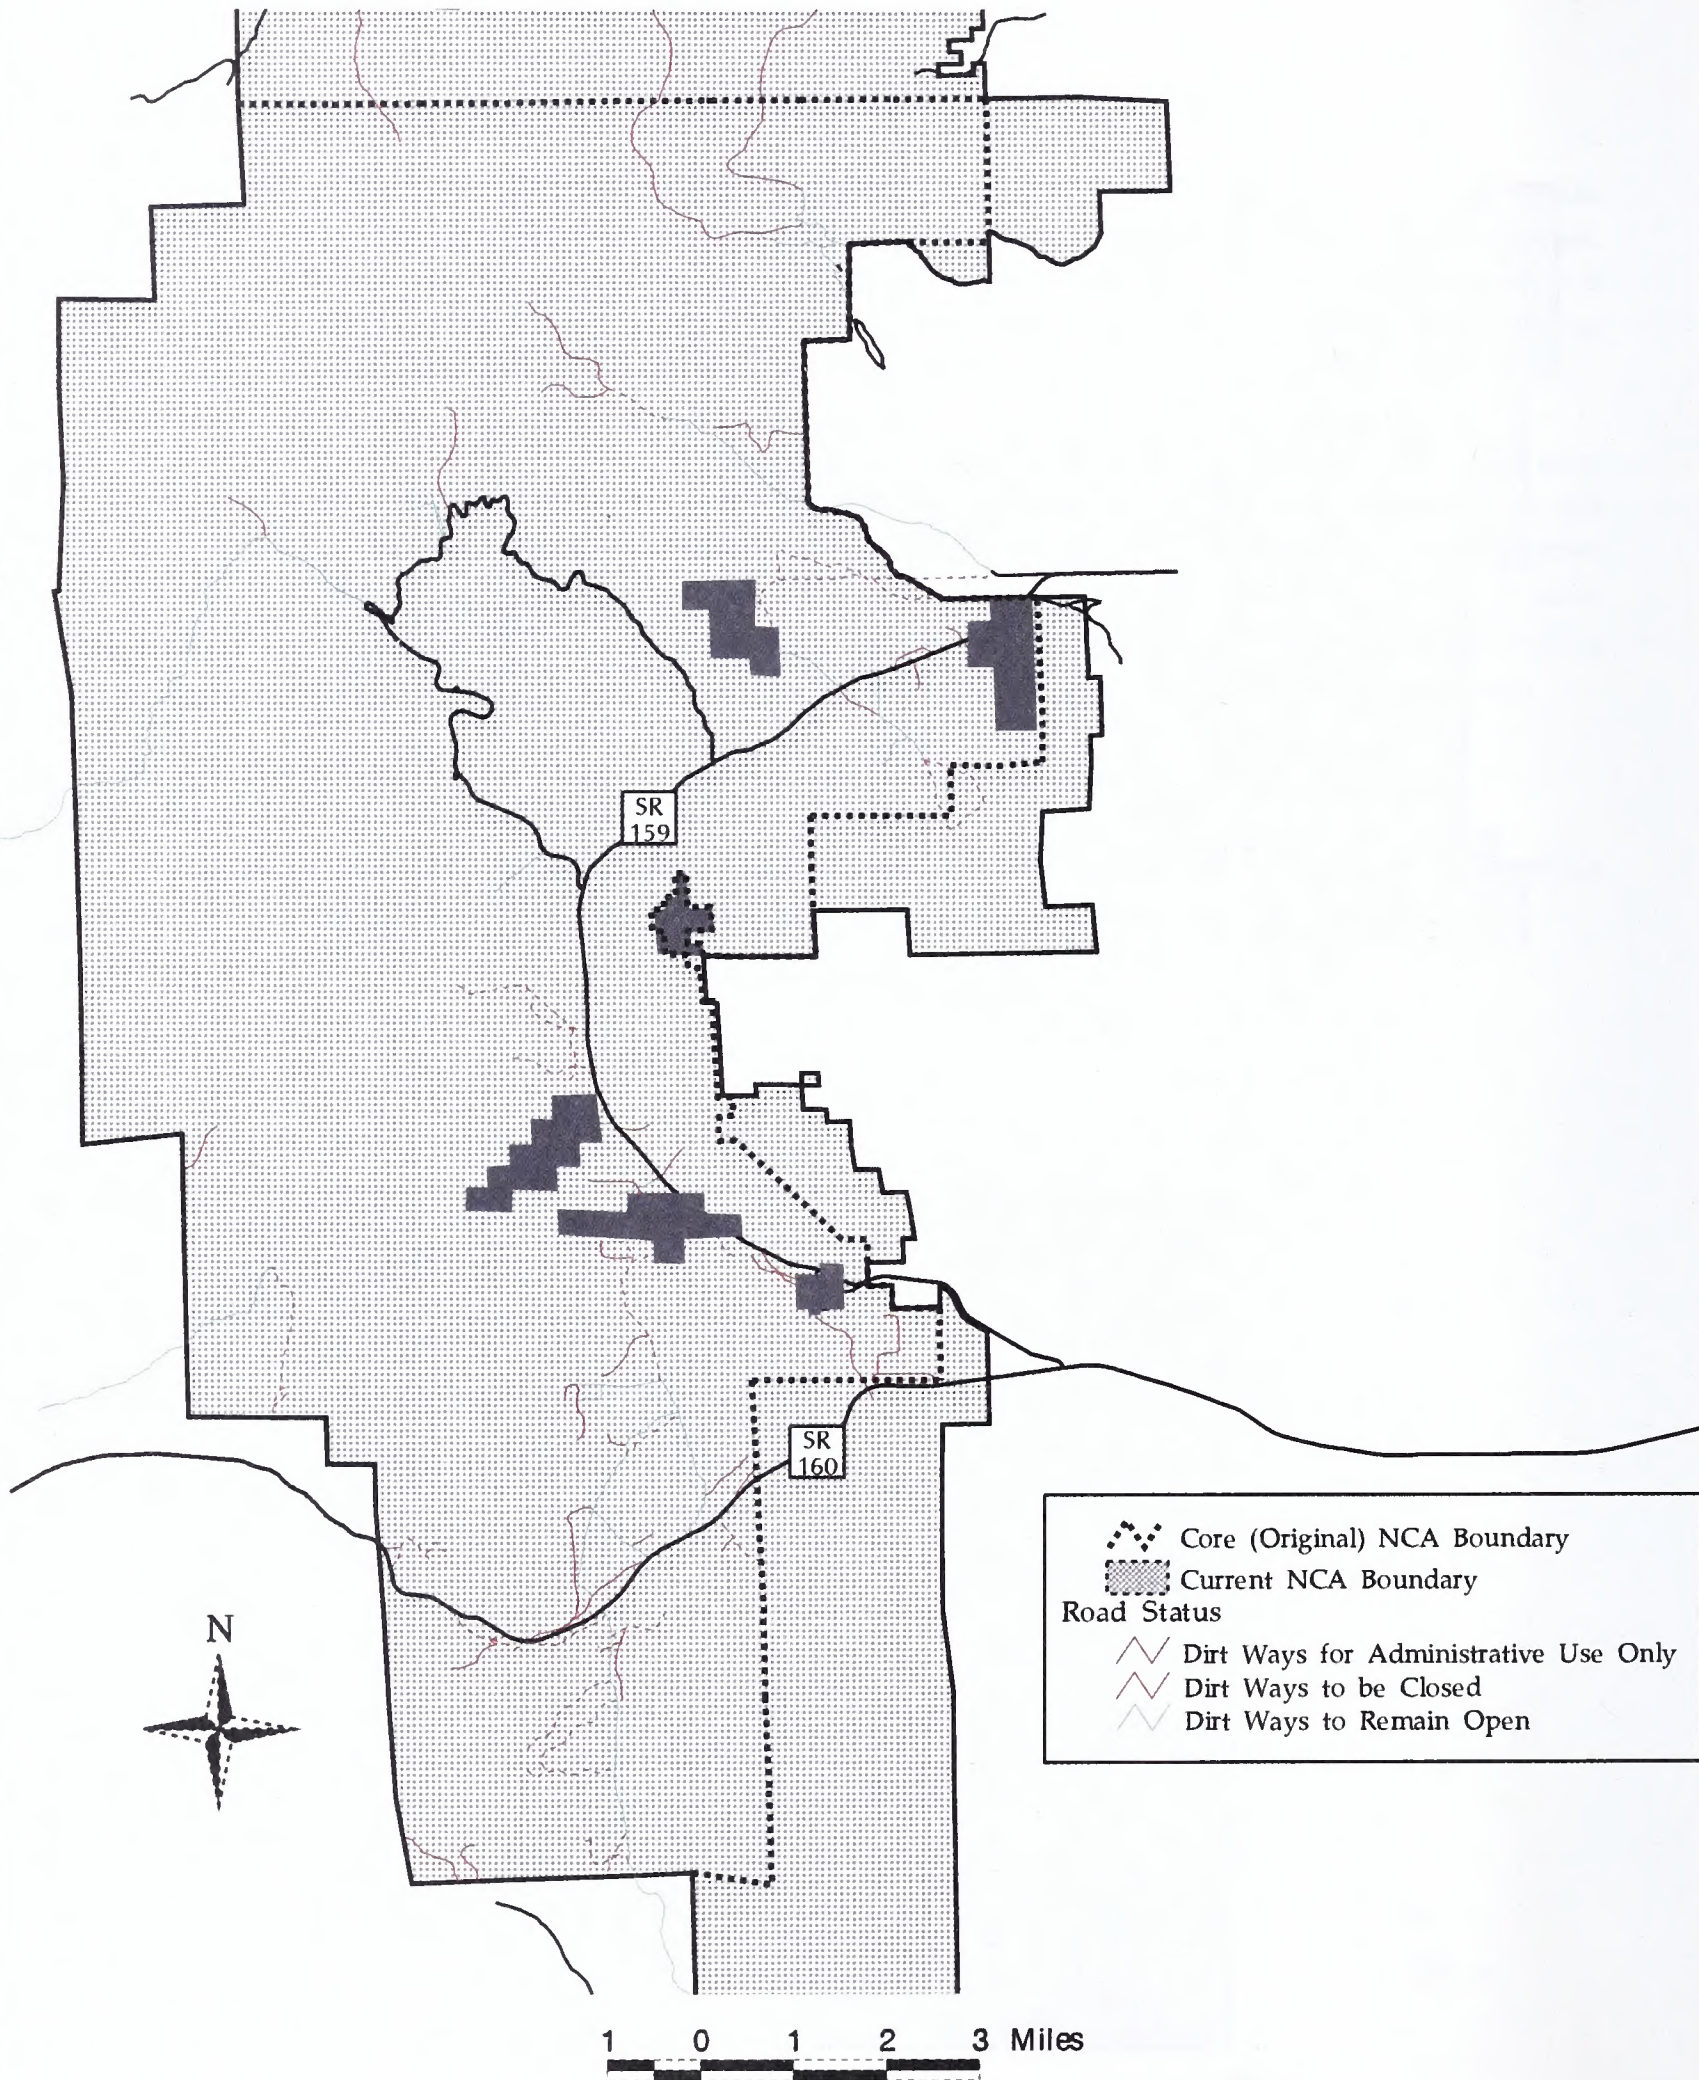 SR
159
SR
160
Core (Original) NCA Boundary
Current NCA Boundary
Road Status
Dirt Ways for Administrative Use Only
Dirt Ways to be Closed
Dirt Ways to Remain Open
N
1 0 1 2 3 Miles